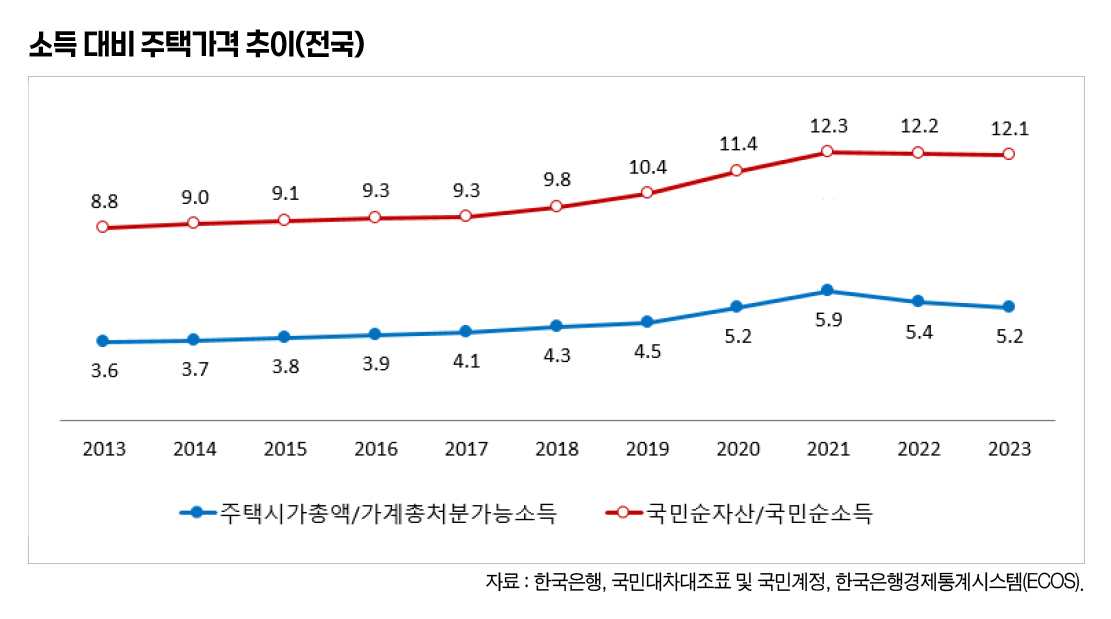 소득 대비 주택가격 추이(전국)
8.8 9.0 9.1 9.3 9.3 9.8 10.4 11.4 12.3 12.2 12.1
3.6 3.7 3.8 3.9 4.1 4.3 4.5 5.2 5.9 5.4 5.2
2013 2014 2015 2016 2017 2018 2019 2020 2021 2022 2023
주택시가총액/가계총처분가능소득 국민순자산/국민순소득
자료 : 한국은행, 국민대차대조표 및 국민계정, 한국은행경제통계시스템(ECOS).